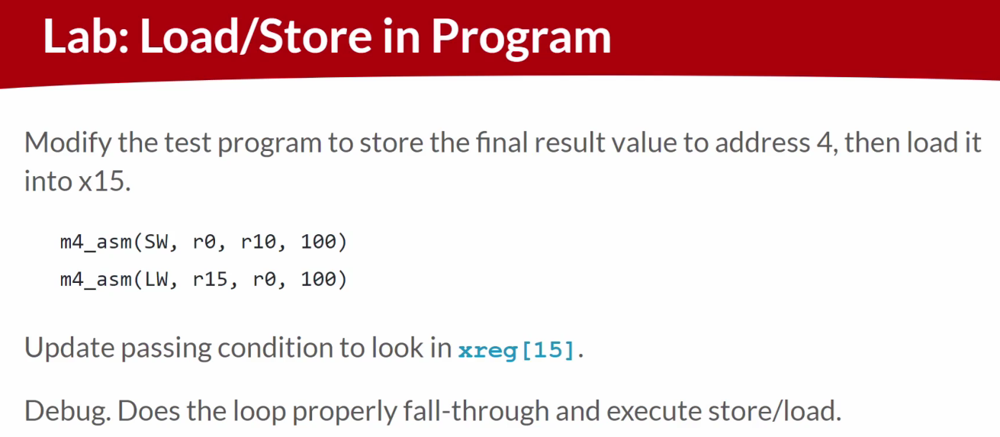 Lab: Load/Store in Program
Modify the test program to store the final result value to address 4, then load it
into x15.
m4_asm(SW, r0, r10, 100)
m4_asm(LW, r15, r0, 100)
Update passing condition to look in xreg[15].
Debug. Does the loop properly fall-through and execute store/load.